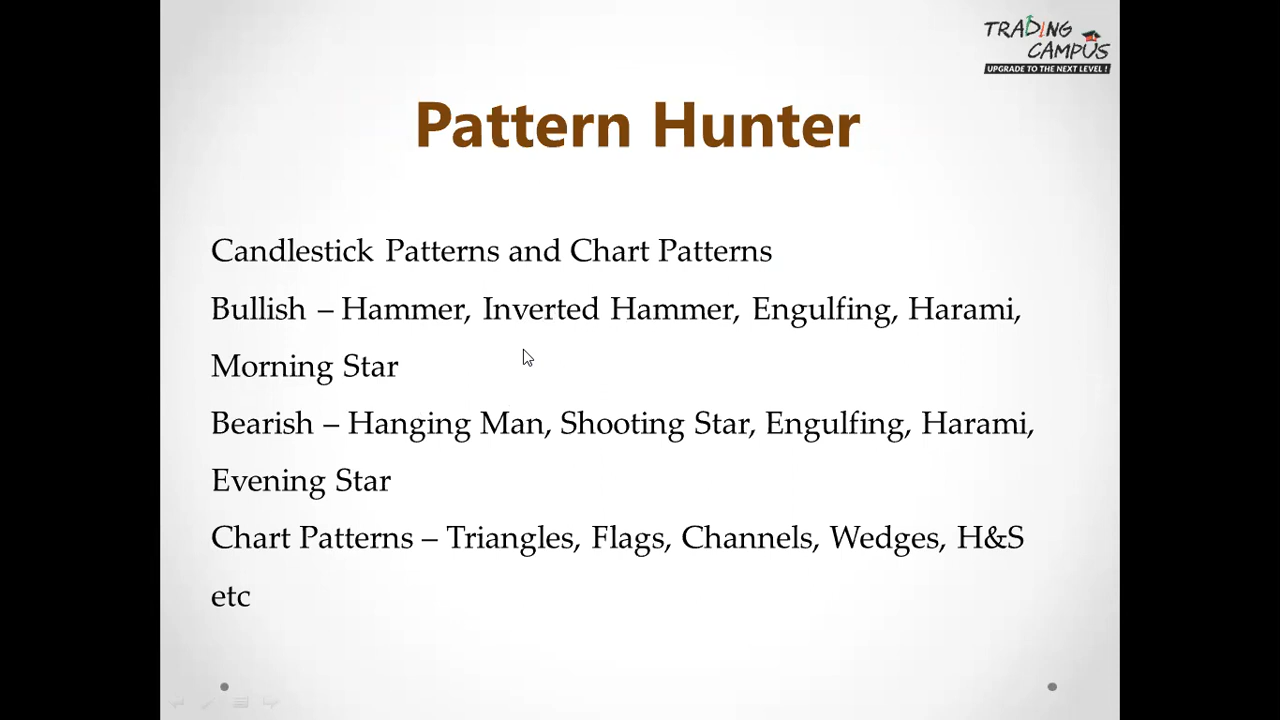 TRADING
CAMPUS
UPGRADE TO THE NEXT LEVEL !
Pattern Hunter
Candlestick Patterns and Chart Patterns
Bullish – Hammer, Inverted Hammer, Engulfing, Harami,
Morning Star
Bearish – Hanging Man, Shooting Star, Engulfing, Harami,
Evening Star
Chart Patterns – Triangles, Flags, Channels, Wedges, H&S
etc